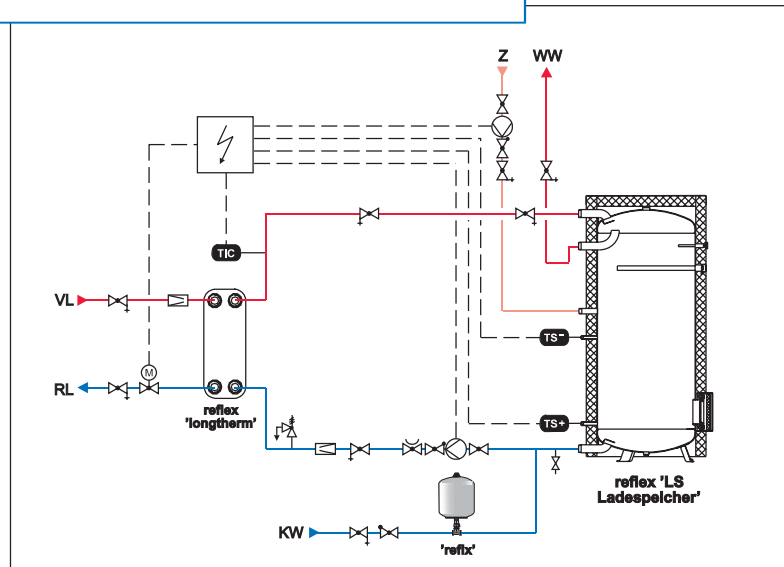 Z WW
TIC
VL
M
TS-
RL
reflex
'longtherm'
TS+
reflex 'LS
Ladespeicher'
KW
'refix'